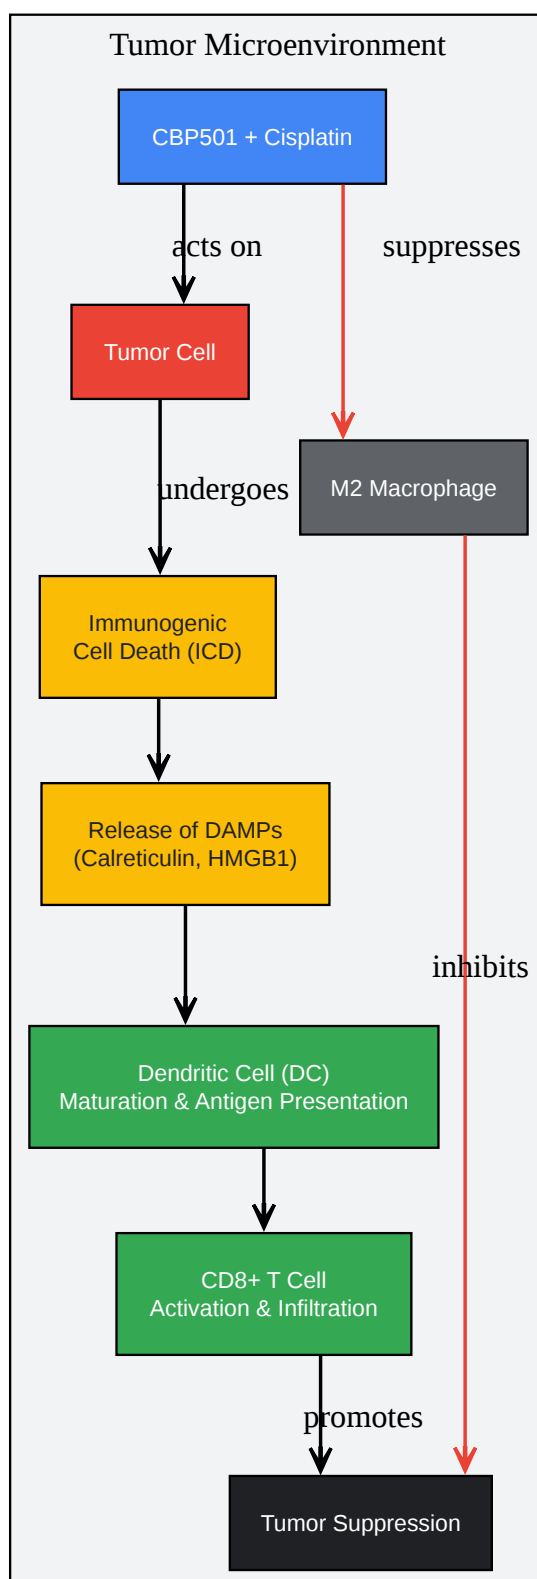 Tumor Microenvironment
CBP501 + Cisplatin
acts on
suppresses
Tumor Cell
undergoes
M2 Macrophage
Immunogenic
Cell Death (ICD)
Release of DAMPs
(Calreticulin, HMGB1)
inhibits
Dendritic Cell (DC)
Maturation & Antigen Presentation
CD8+ T Cell
Activation & Infiltration
promotes
Tumor Suppression